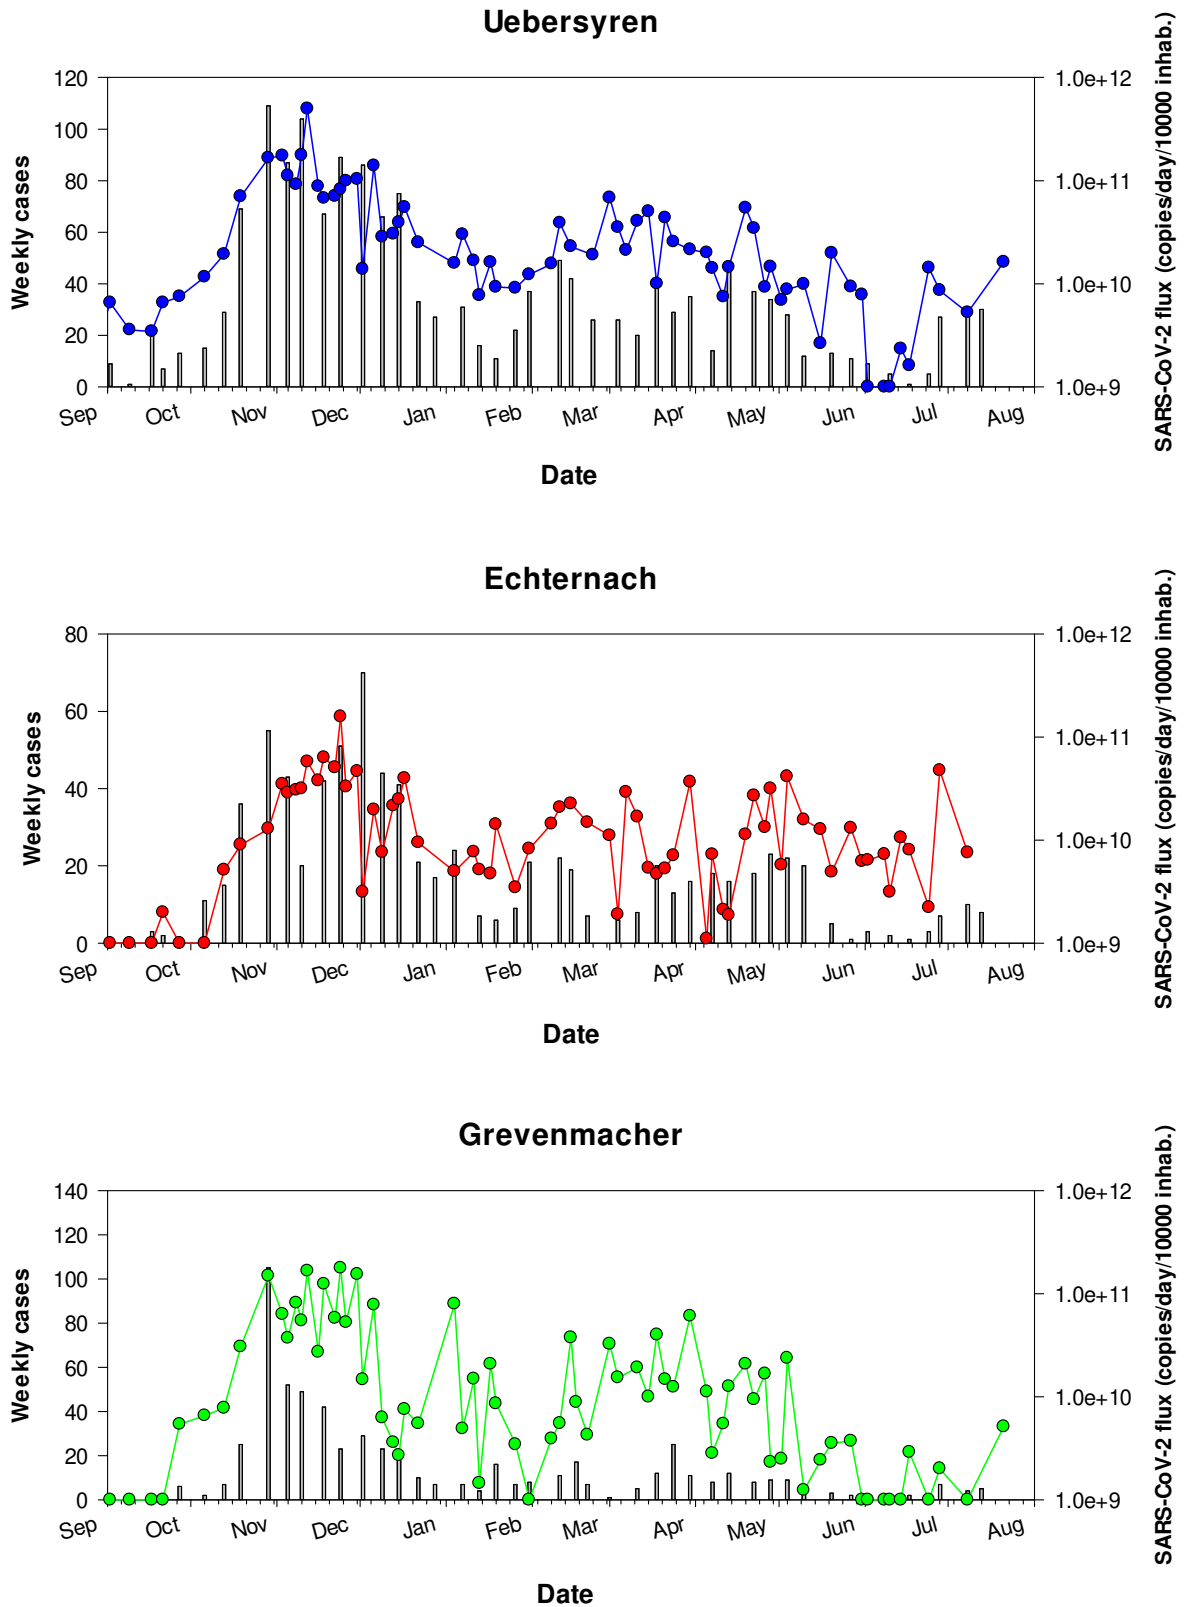 Uebersyren
120
100
80
60
40
20
0
Weekly cases
1.0e+12
1.0e+11
1.0e+10
1.0e+9
SARS-CoV-2 flux (copies/day/10000 inhab.)
Sep Oct Nov Dec Jan Feb Mar Apr May Jun Jul Aug
Date
Echternach
80
60
40
20
0
Weekly cases
1.0e+12
1.0e+11
1.0e+10
1.0e+9
SARS-CoV-2 flux (copies/day/10000 inhab.)
Sep Oct Nov Dec Jan Feb Mar Apr May Jun Jul Aug
Date
Grevenmacher
140
120
100
80
60
40
20
0
Weekly cases
1.0e+12
1.0e+11
1.0e+10
1.0e+9
SARS-CoV-2 flux (copies/day/10000 inhab.)
Sep Oct Nov Dec Jan Feb Mar Apr May Jun Jul Aug
Date